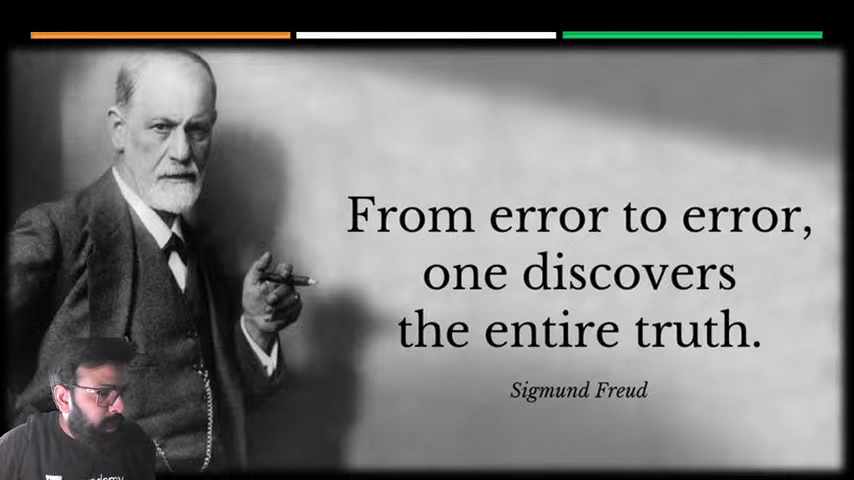 From error to error,
one discovers
the entire truth.
Sigmund Freud